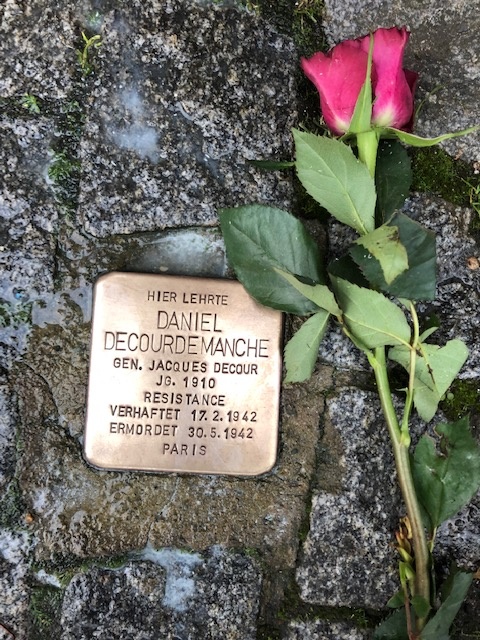 HIER LEHRTE
DANIEL
DECOURDEMANCHE
GEN. JACQUES DECOUR
JG. 1910
RESISTANCE
VERHAFTET 17.2.1942
ERMORDET 30.5.1942
PARIS